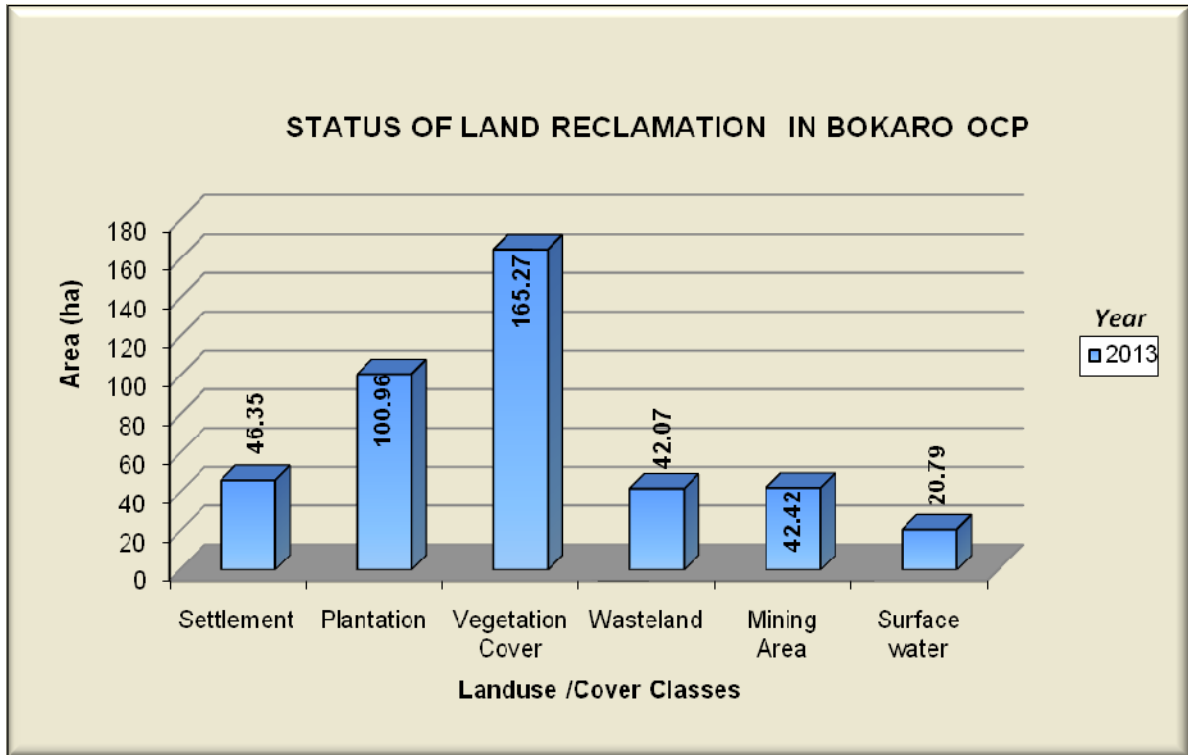 STATUS OF LAND RECLAMATION IN BOKARO OCP
Area (ha)
180
160
140
120
100
80
60
40
20
0
46.35
100.96
165.27
42.07
42.42
20.79
Settlement
Plantation
Vegetation
Cover
Wasteland
Mining
Area
Surface
water
Landuse /Cover Classes
Year
2013